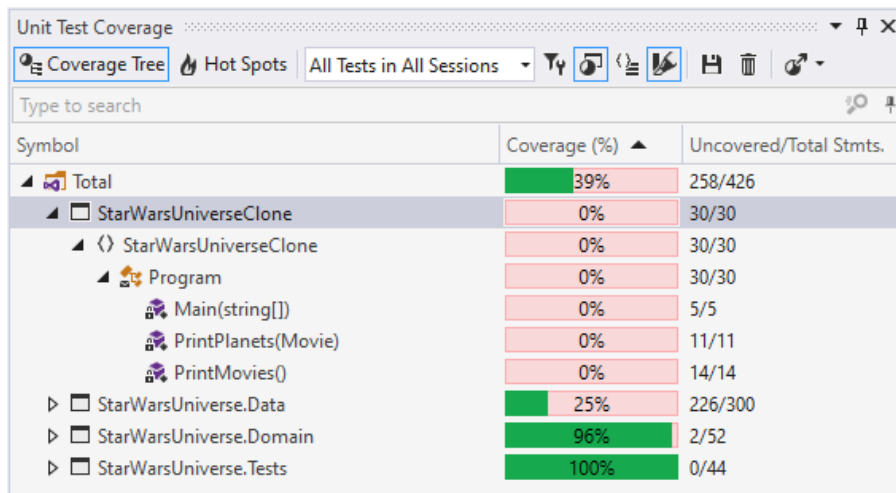 Unit Test Coverage
Coverage Tree Hot Spots All Tests in All Sessions
Type to search
Symbol Coverage (%) Uncovered/Total Stmts.
Total 39% 258/426
StarWarsUniverseClone 0% 30/30
StarWarsUniverseClone 0% 30/30
Program 0% 30/30
Main(string[]) 0% 5/5
PrintPlanets(Movie) 0% 11/11
PrintMovies() 0% 14/14
StarWarsUniverse.Data 25% 226/300
StarWarsUniverse.Domain 96% 2/52
StarWarsUniverse.Tests 100% 0/44